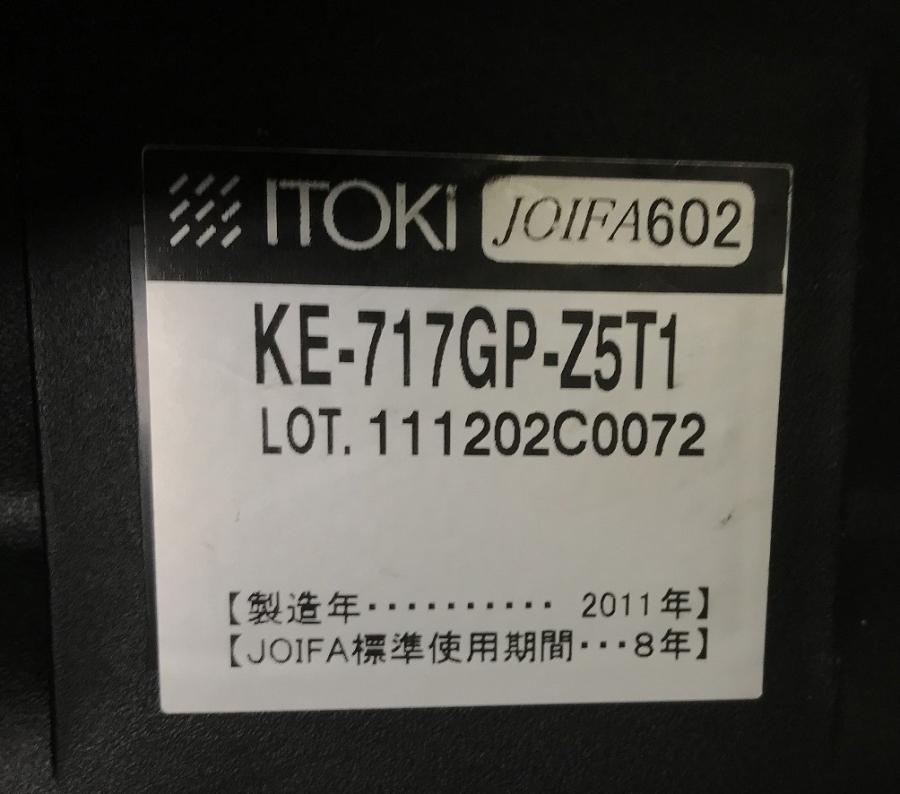 ITOKI JOIFA602
KE-717GP-Z5T1
LOT. 111202C0072
【製造年・・・・・・・・・・ 2011年】
【JOIFA標準使用期間・・・8年】